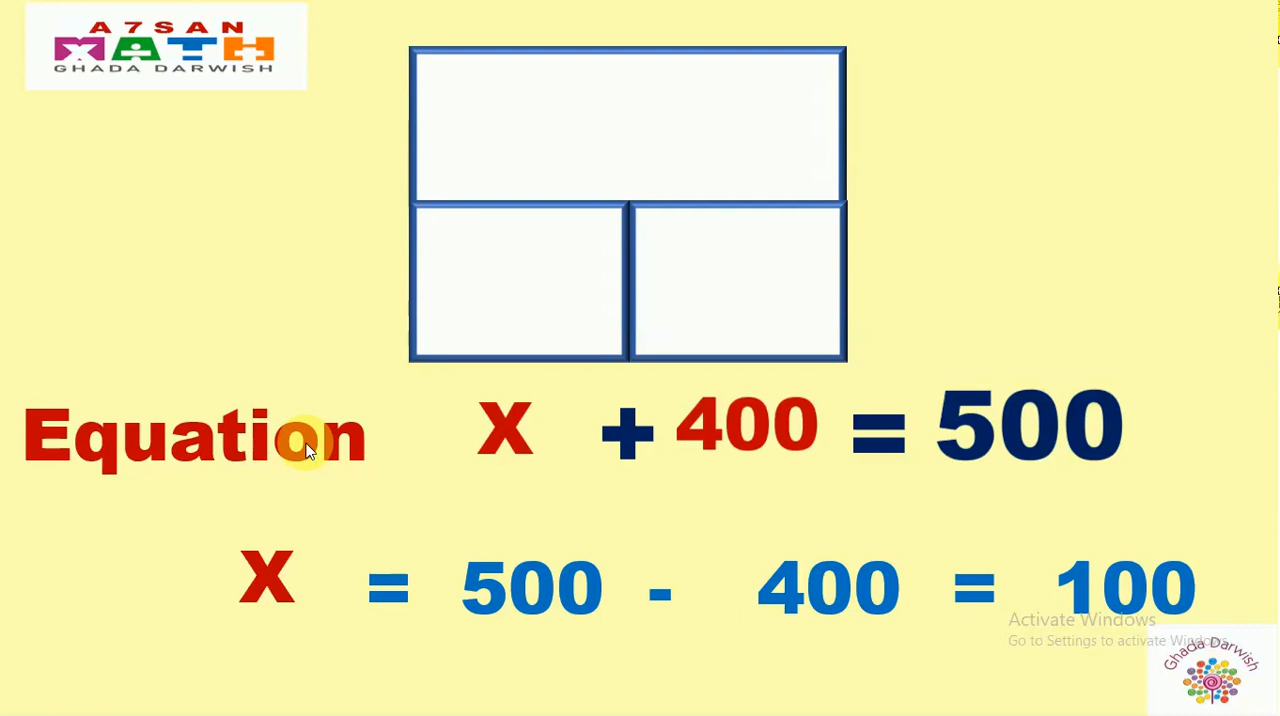 A7SAN
MATH
GHADA DARWISH
Equation X + 400 = 500
X = 500 - 400 = 100
Activate Windows
Go to Settings to activate Windows.
Ghada Darwish